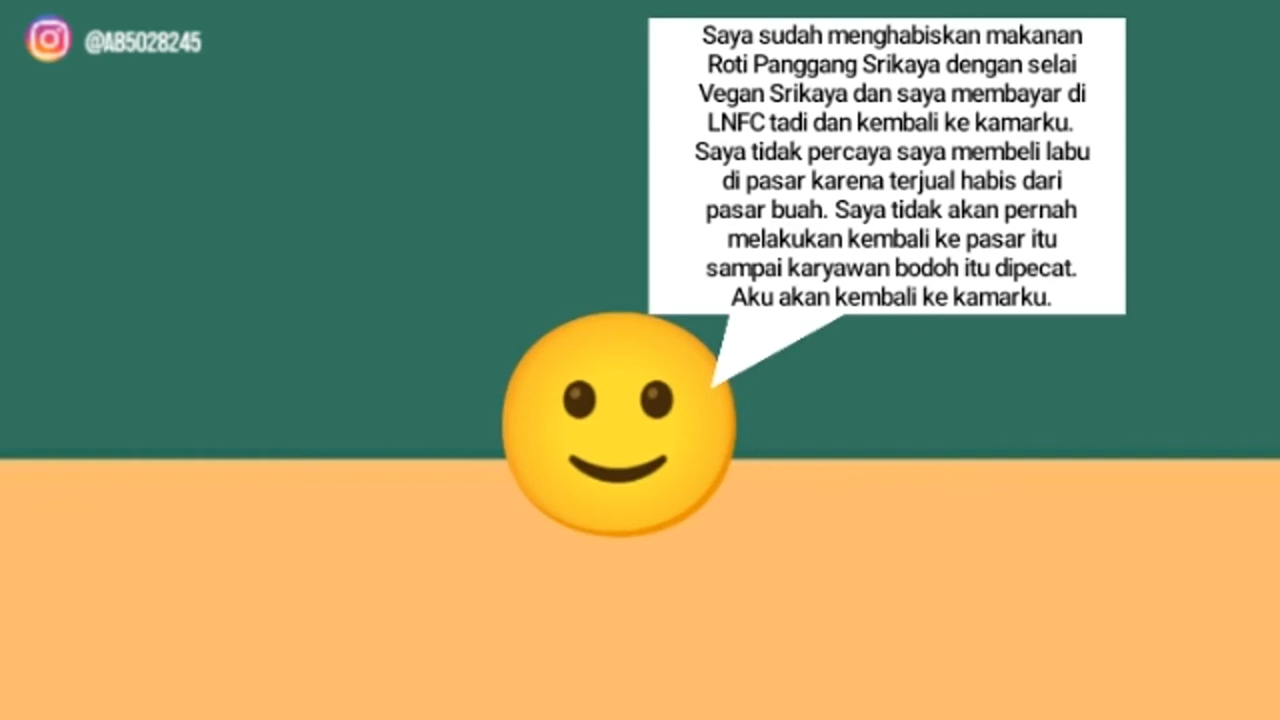 @AB5028245
Saya sudah menghabiskan makanan
Roti Panggang Srikaya dengan selai
Vegan Srikaya dan saya membayar di
LNFC tadi dan kembali ke kamarku.
Saya tidak percaya saya membeli labu
di pasar karena terjual habis dari
pasar buah. Saya tidak akan pernah
melakukan kembali ke pasar itu
sampai karyawan bodoh itu dipecat.
Aku akan kembali ke kamarku.